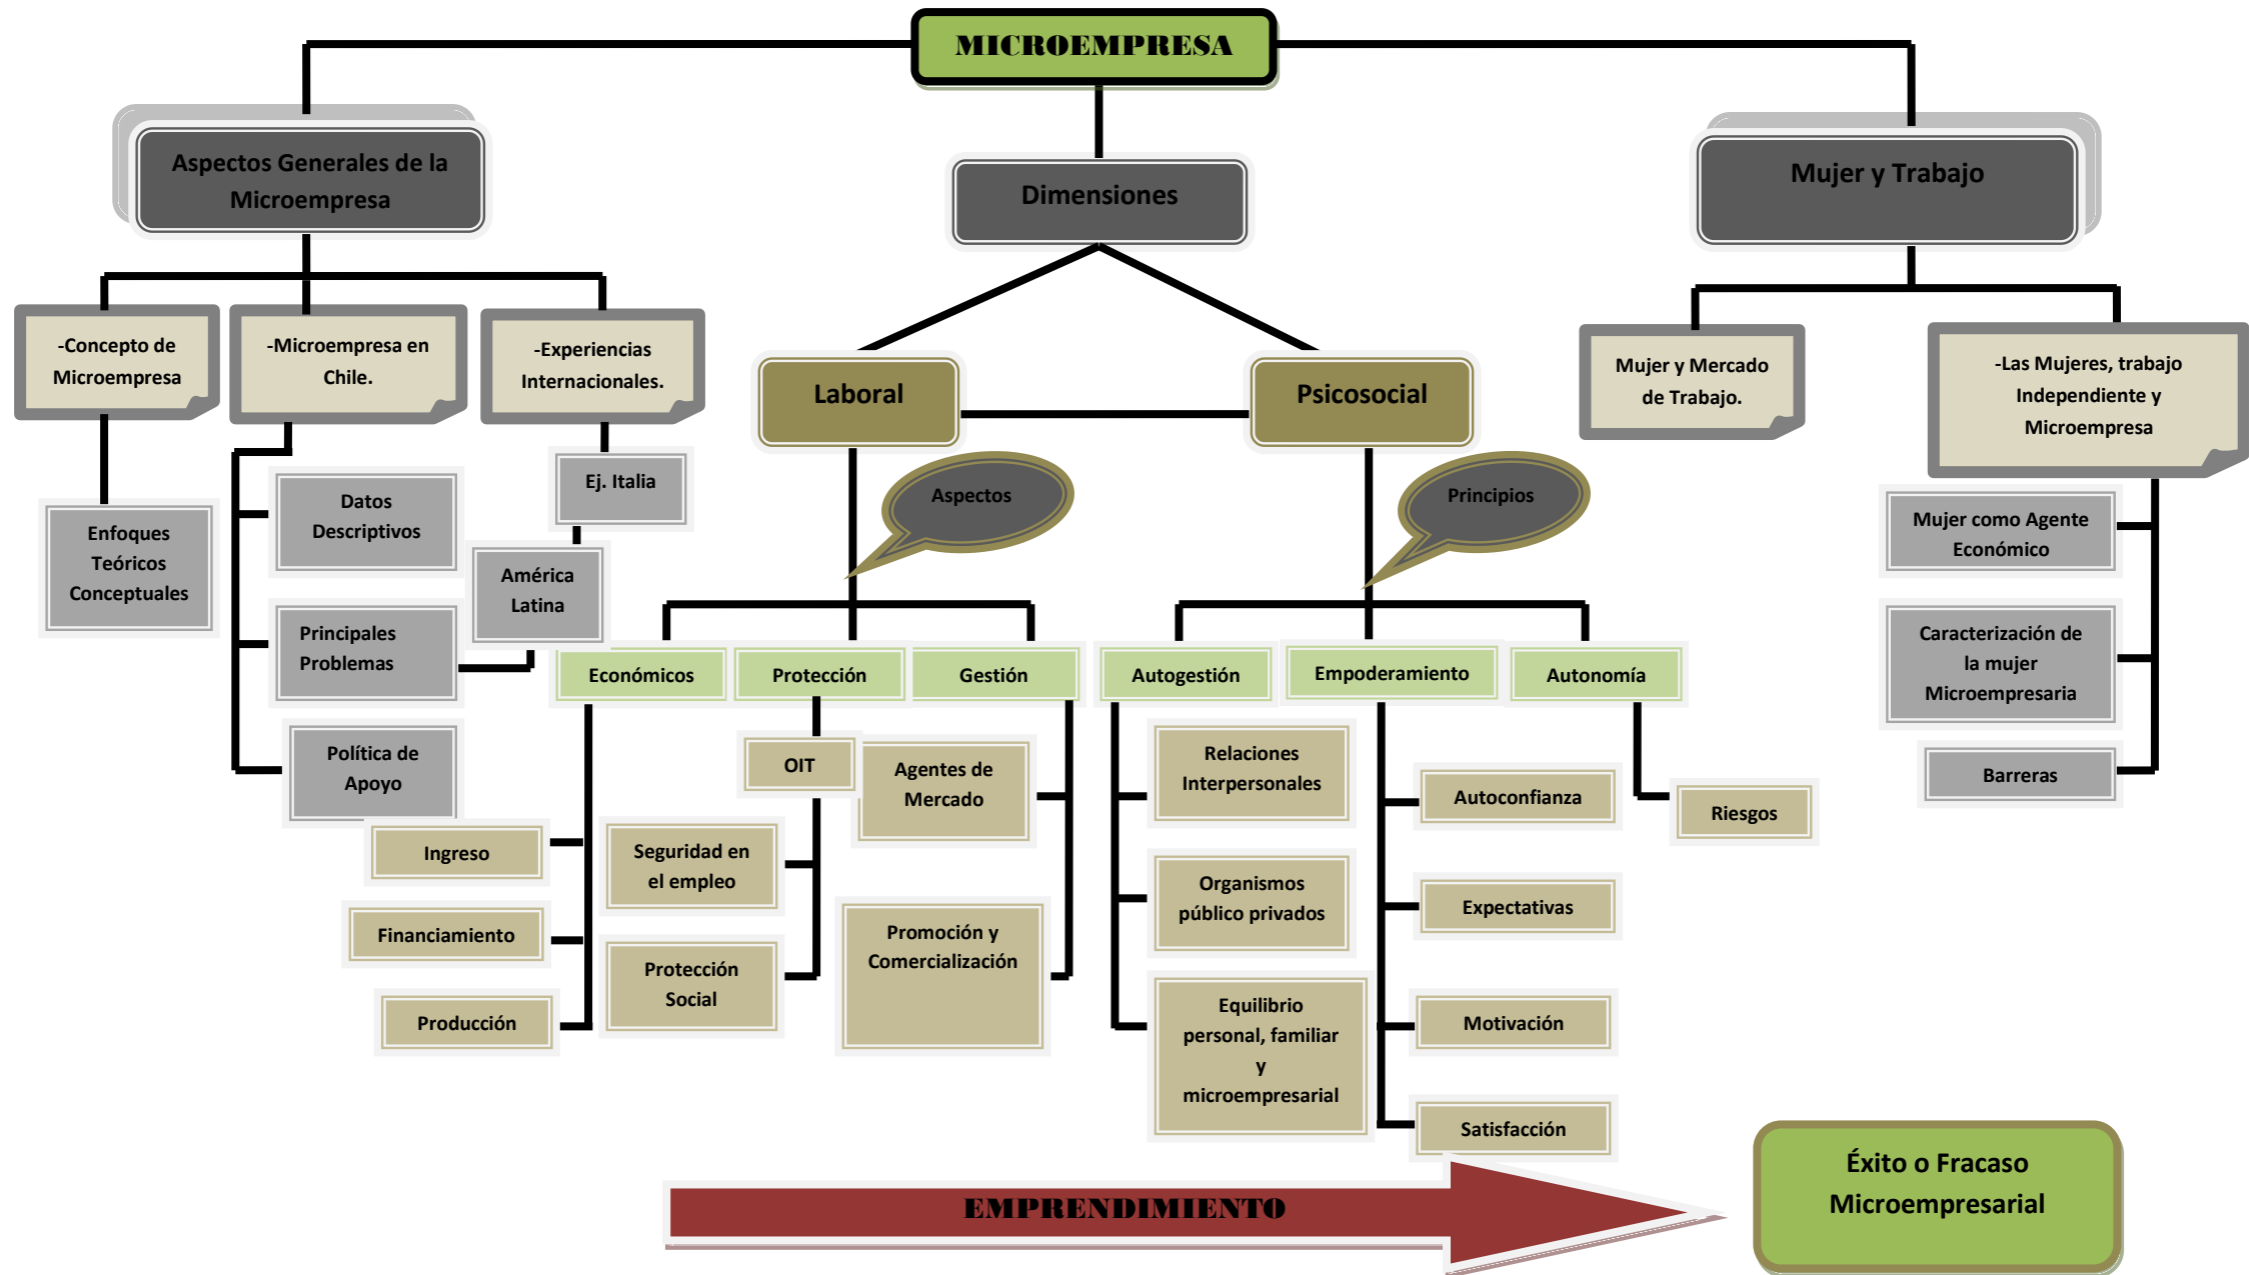 MICROEMPRESA
Aspectos Generales de la
Microempresa
Dimensiones
Mujer y Trabajo
-Concepto de
Microempresa
-Microempresa en
Chile.
-Experiencias
Internacionales.
Laboral
Psicosocial
Mujer y Mercado
de Trabajo.
-Las Mujeres, trabajo
Independiente y
Microempresa
Enfoques
Teóricos
Conceptuales
Datos
Descriptivos
Principales
Problemas
Política de
Apoyo
Ej. Italia
América
Latina
Aspectos
Principios
Mujer como Agente
Económico
Caracterización de
la mujer
Microempresaria
Barreras
Económicos
Protección
Gestión
Autogestión
Empoderamiento
Autonomía
Ingreso
Financiamiento
Producción
OIT
Seguridad en
el empleo
Protección
Social
Agentes de
Mercado
Promoción y
Comercialización
Relaciones
Interpersonales
Organismos
público privados
Equilibrio
personal, familiar
y
microempresarial
Autoconfianza
Expectativas
Motivación
Satisfacción
Riesgos
EMPRENDIMIENTO
Éxito o Fracaso
Microempresarial